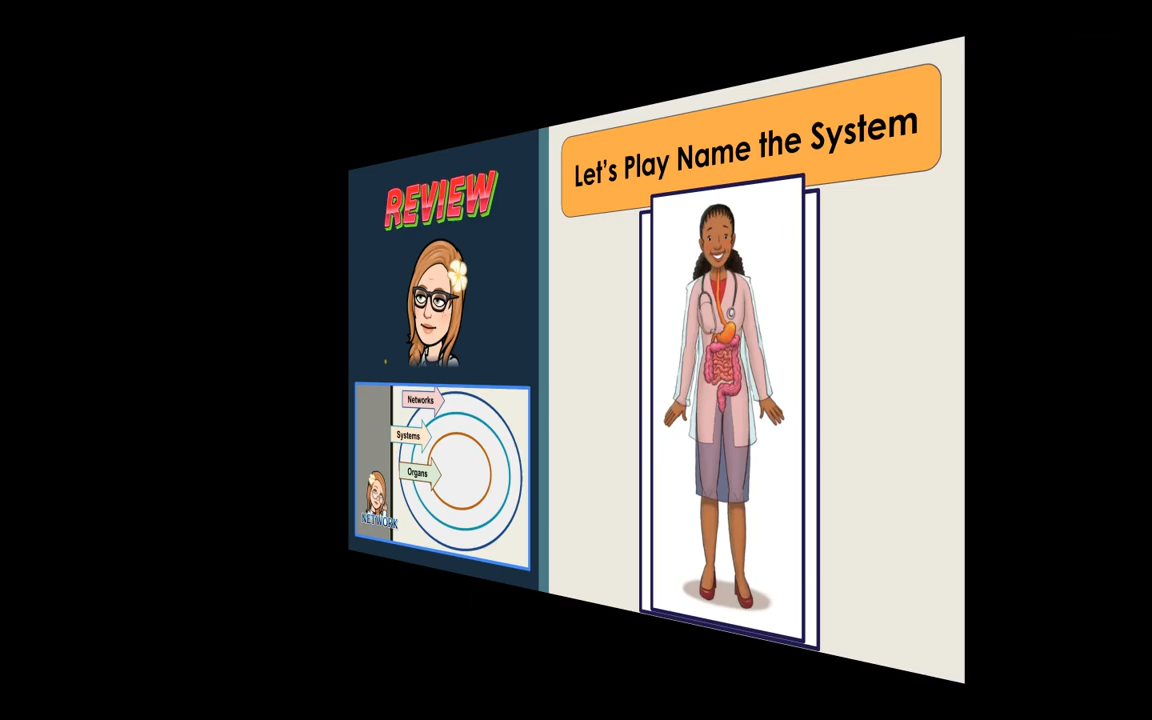 REVIEW
Networks
Systems
Organs
NETWORK
Let's Play Name the System